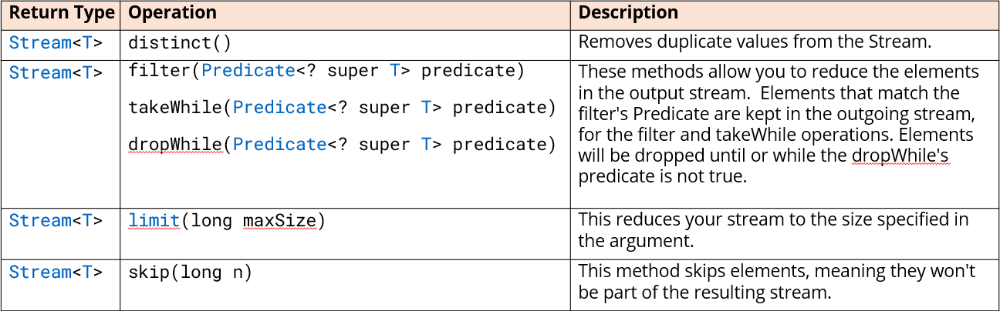 Return Type Operation Description
Stream<T> distinct() Removes duplicate values from the Stream.
Stream<T> filter(Predicate<? super T> predicate)
takeWhile(Predicate<? super T> predicate)
dropWhile(Predicate<? super T> predicate)
These methods allow you to reduce the elements
in the output stream.  Elements that match the
filter's Predicate are kept in the outgoing stream,
for the filter and takeWhile operations. Elements
will be dropped until or while the dropWhile's
predicate is not true.
Stream<T> limit(long maxSize) This reduces your stream to the size specified in
the argument.
Stream<T> skip(long n) This method skips elements, meaning they won't
be part of the resulting stream.